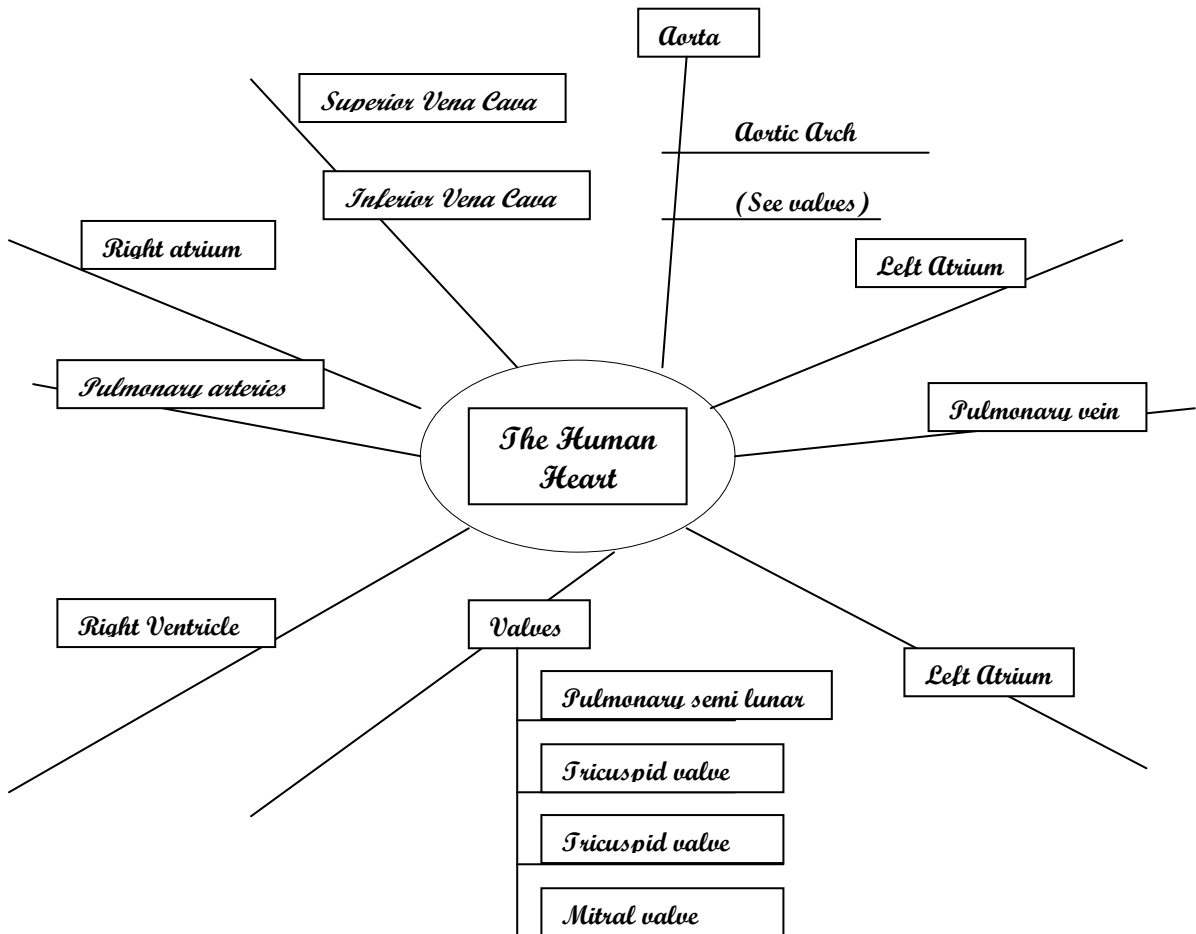 Aorta
Superior Vena Cava
Aortic Arch
Inferior Vena Cava
(See valves)
Right atrium
Left Atrium
Pulmonary arteries
Pulmonary vein
The Human
Heart
Right Ventricle
Valves
Left Atrium
Pulmonary semi lunar
Tricuspid valve
Tricuspid valve
Mitral valve